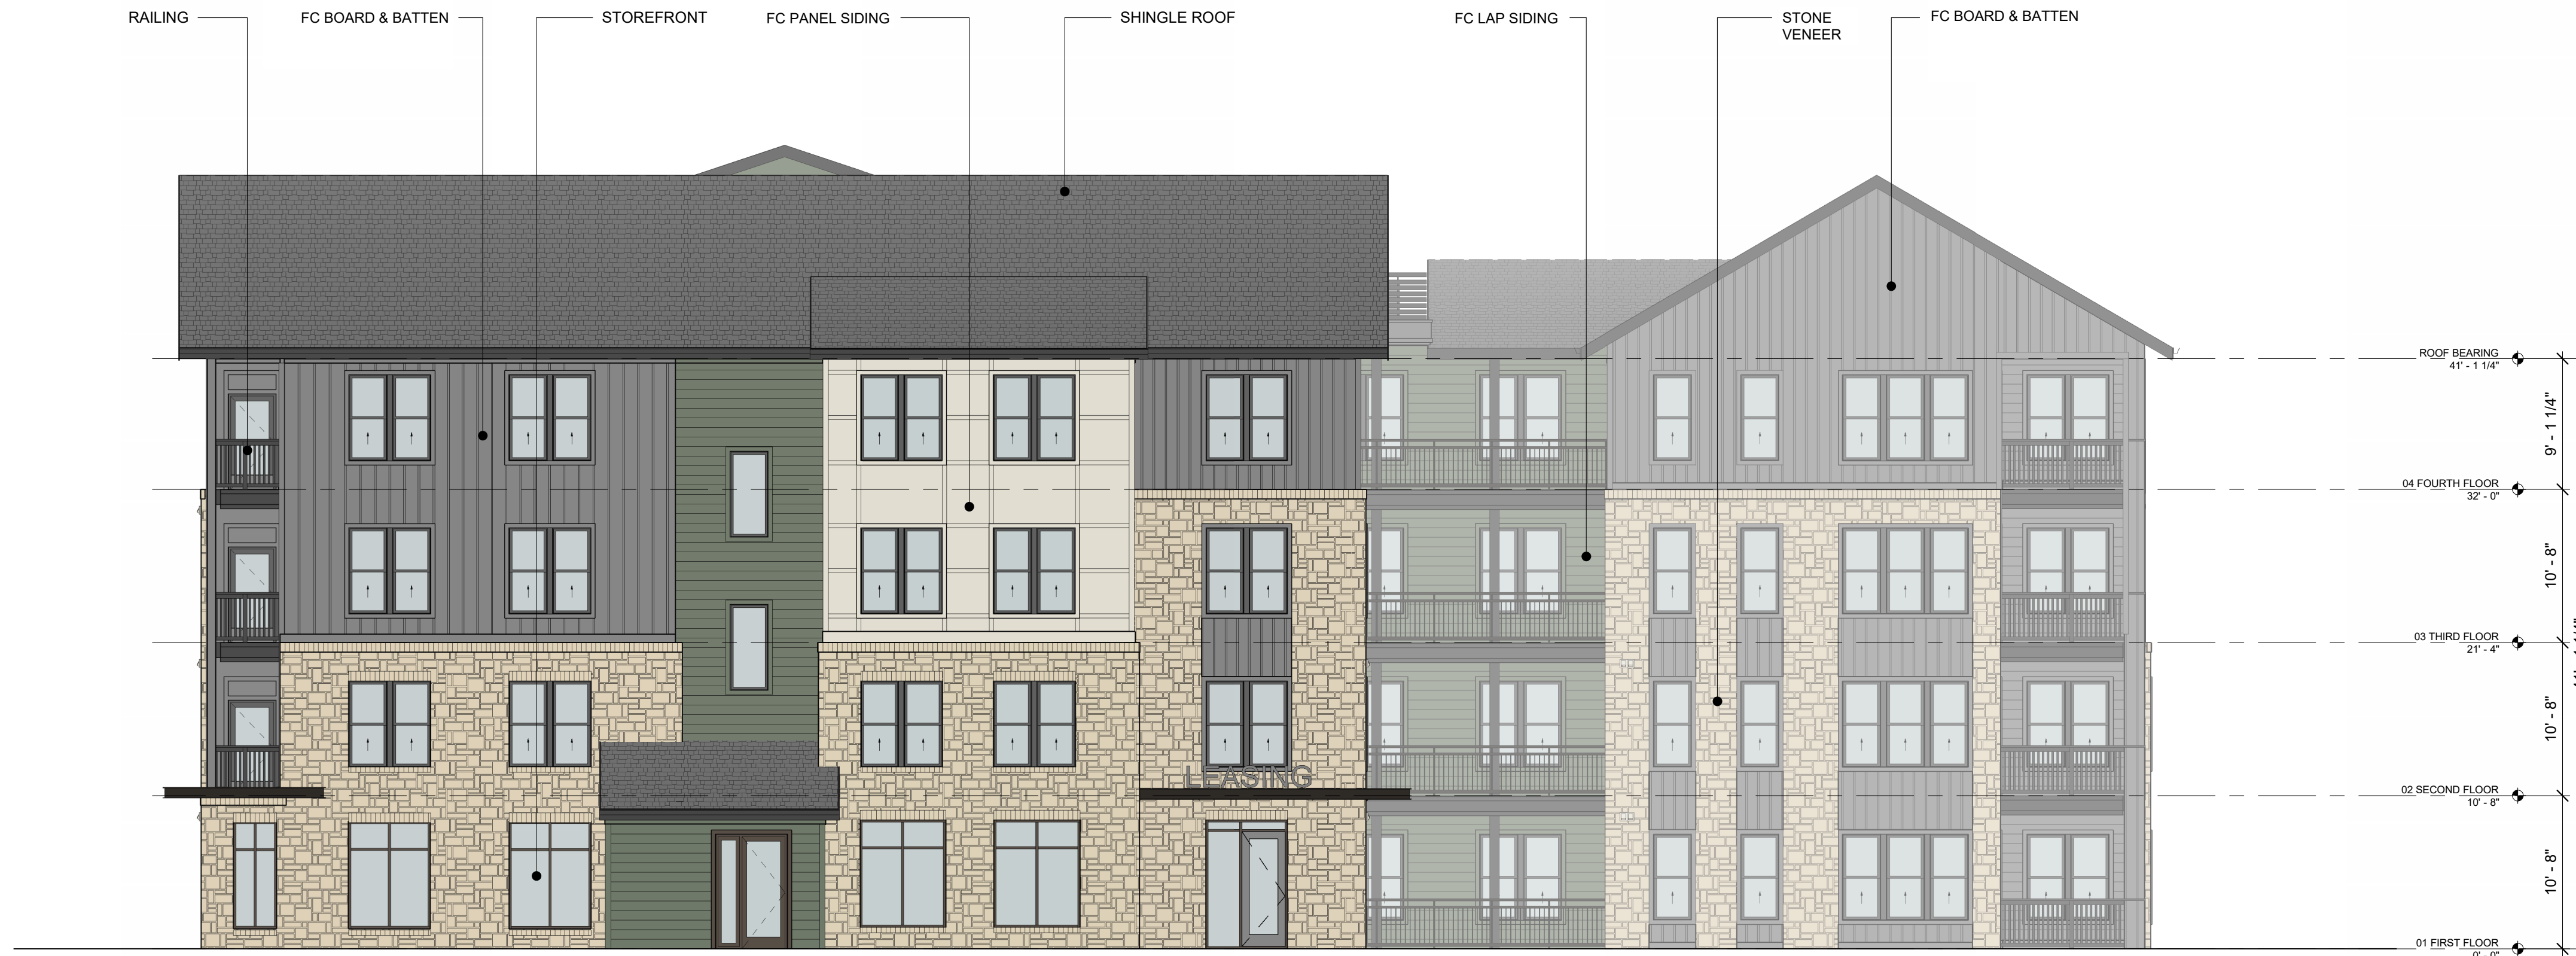 RAILING
FC BOARD & BATTEN
STOREFRONT
FC PANEL SIDING
SHINGLE ROOF
FC LAP SIDING
STONE
VENEER
FC BOARD & BATTEN
ROOF BEARING
41' - 1 1/4"
9' - 1 1/4"
04 FOURTH FLOOR
32' - 0"
10' - 8"
03 THIRD FLOOR
21' - 4"
10' - 8"
LEASING
02 SECOND FLOOR
10' - 8"
10' - 8"
01 FIRST FLOOR
0' - 0"